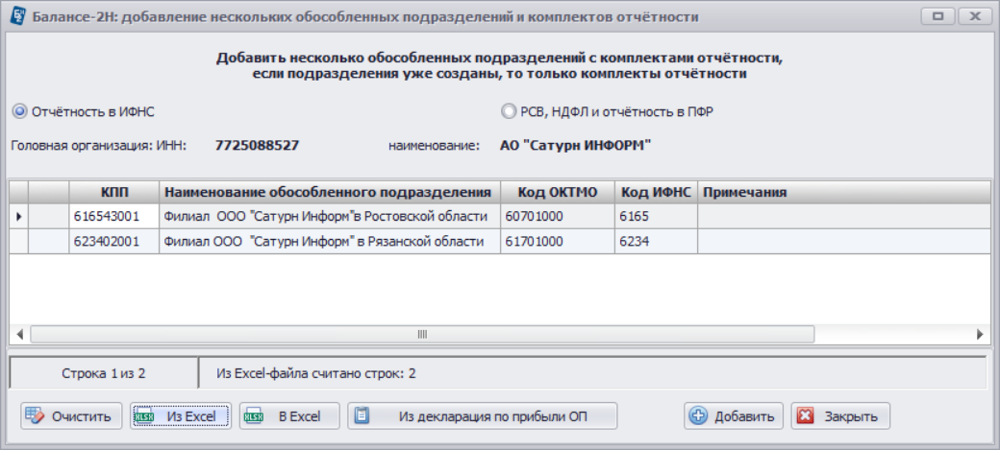 Балансе-2Н: добавление нескольких обособленных подразделений и комплектов отчётности
Добавить несколько обособленных подразделений с комплектами отчётности,
если подразделения уже созданы, то только комплекты отчётности
Отчётность в ИФНС РСВ, НДФЛ и отчётность в ПФР
Головная организация: ИНН: 7725088527 наименование: АО "Сатурн ИНФОРМ"
КПП Наименование обособленного подразделения Код ОКТМО Код ИФНС Примечания
616543001 Филиал  ООО "Сатурн Информ"в Ростовской области 60701000 6165
623402001 Филиал ООО  "Сатурн Информ" в Рязанской области 61701000 6234
Строка 1 из 2 Из Excel-файла считано строк: 2
Очистить XLSX Из Excel XLSX В Excel Из декларация по прибыли ОП Добавить Закрыть